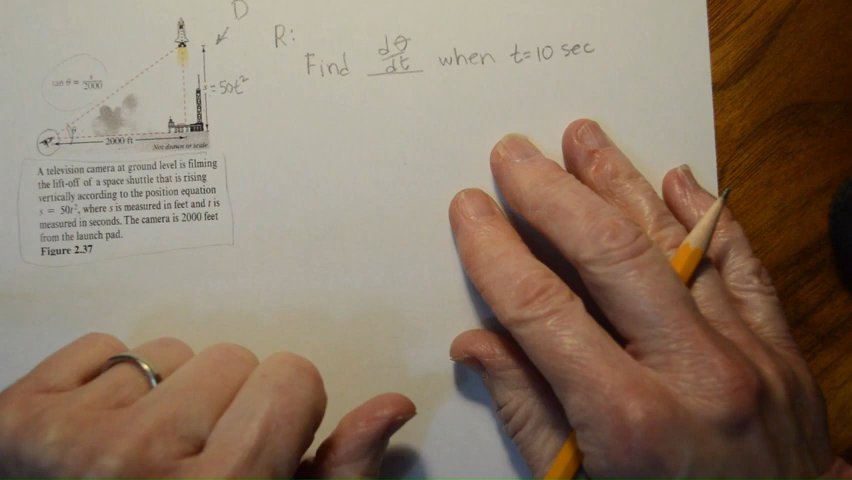 D
R:
Find dθ/dt when t=10 sec
tan θ = s/2000
s=50t²
2000 ft
Not drawn to scale
A television camera at ground level is filming
the lift-off of a space shuttle that is rising
vertically according to the position equation
s = 50t², where s is measured in feet and t is
measured in seconds. The camera is 2000 feet
from the launch pad.
Figure 2.37